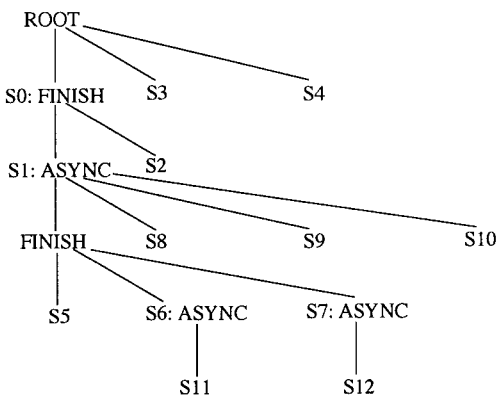 ROOT
S0: FINISH
S3
S4
S1: ASYNC
S2
FINISH
S8
S9
S10
S5
S6: ASYNC
S7: ASYNC
S11
S12